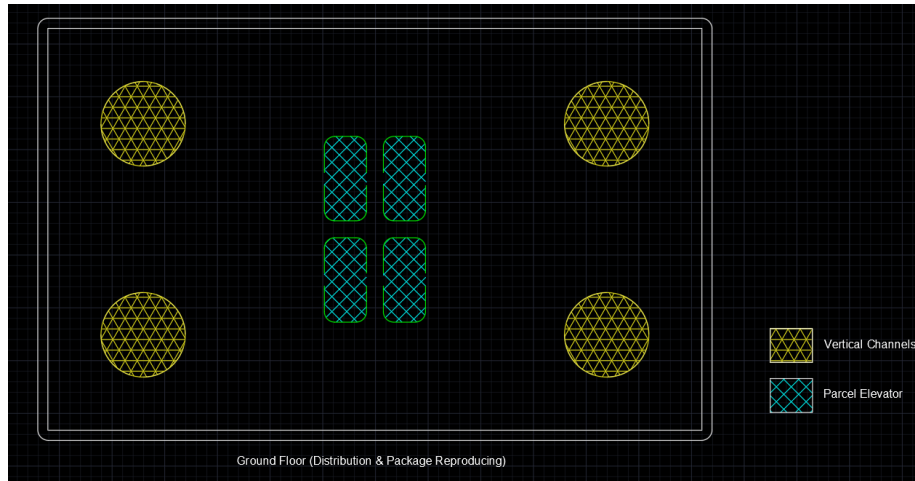 Vertical Channels
Parcel Elevator
Ground Floor (Distribution & Package Reproducing)